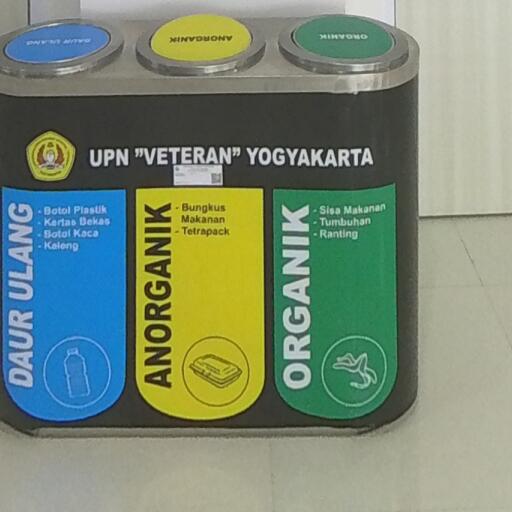 DAUR ULANG
ANORGANIK
ORGANIK
UPN "VETERAN" YOGYAKARTA
DAUR ULANG
- Botol Plastik
- Kertas Bekas
- Botol Kaca
- Kaleng
ANORGANIK
- Bungkus
Makanan
- Tetrapack
ORGANIK
- Sisa Makanan
- Tumbuhan
- Ranting